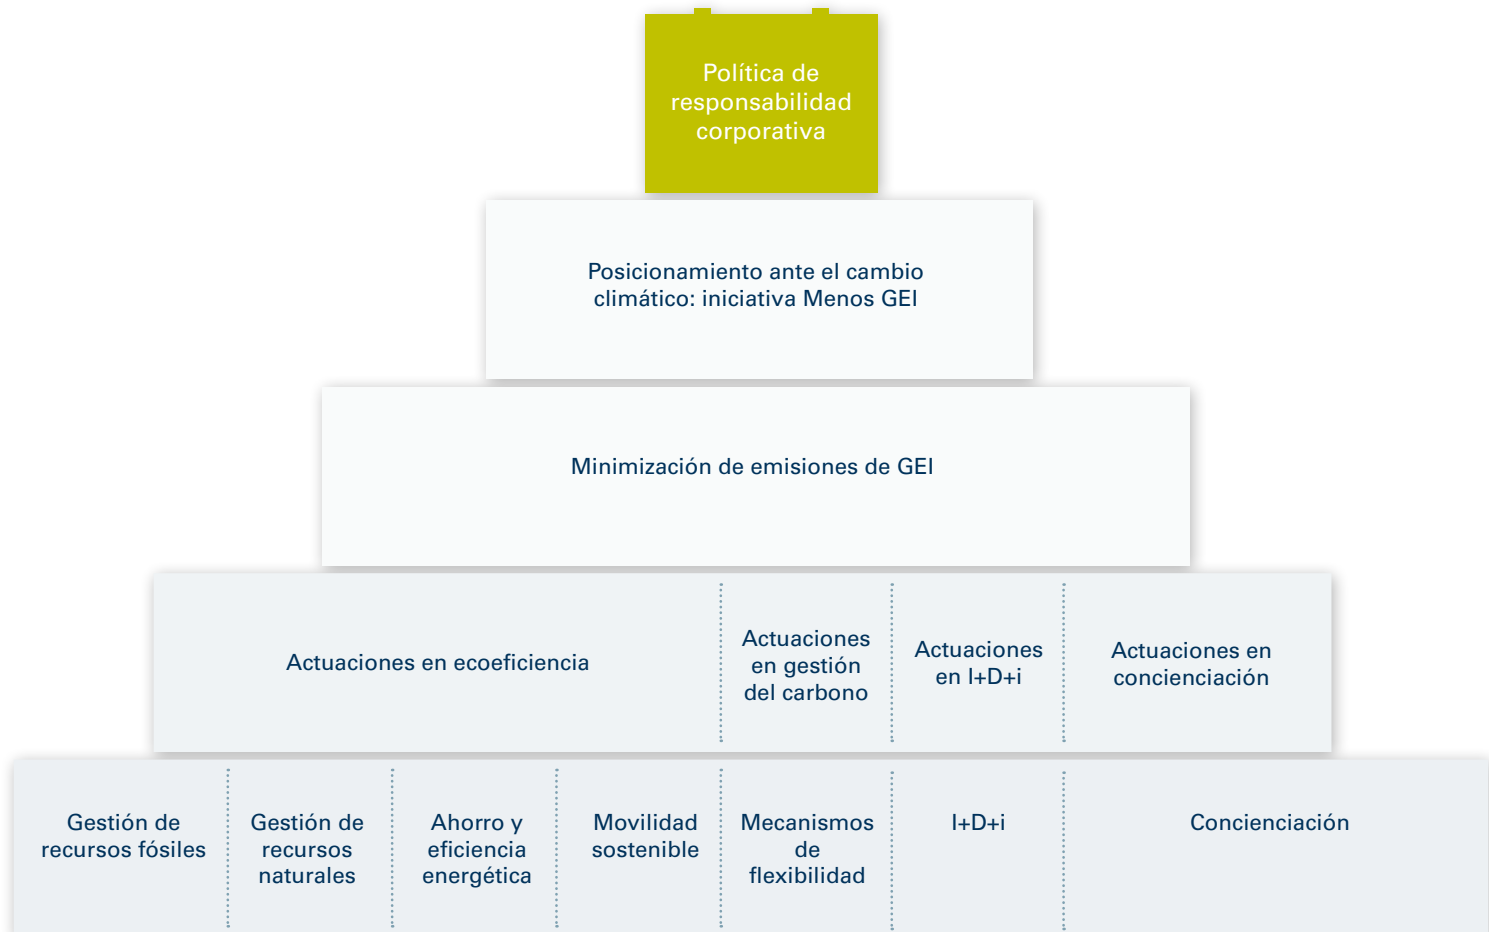 Política de
responsabilidad
corporativa
Posicionamiento ante el cambio
climático: iniciativa Menos GEI
Minimización de emisiones de GEI
Actuaciones en ecoeficiencia
Actuaciones
en gestión
del carbono
Actuaciones
en I+D+i
Actuaciones en
concienciación
Gestión de
recursos fósiles
Gestión de
recursos
naturales
Ahorro y
eficiencia
energética
Movilidad
sostenible
Mecanismos
de
flexibilidad
I+D+i
Concienciación